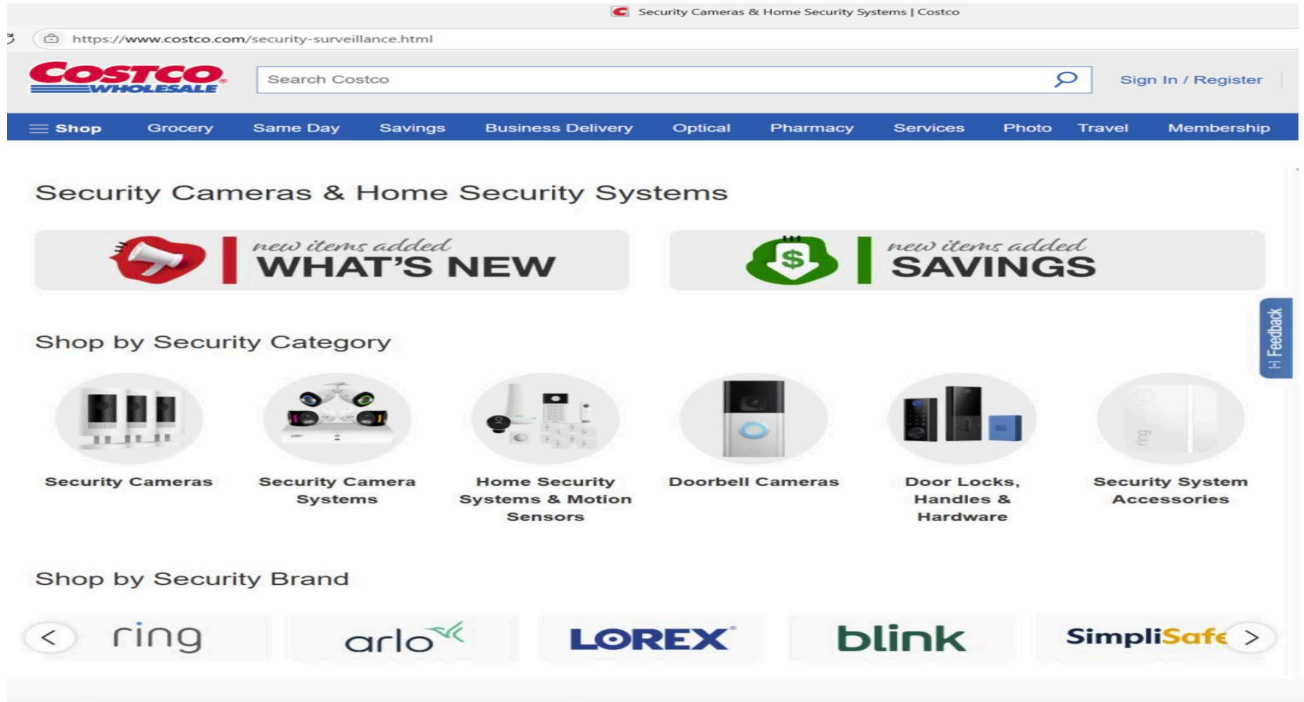 Security Cameras & Home Security Systems | Costco
https://www.costco.com/security-surveillance.html
COSTCO
WHOLESALE
Search Costco
Sign In / Register
Shop Grocery Same Day Savings Business Delivery Optical Pharmacy Services Photo Travel Membership
Security Cameras & Home Security Systems
new items added
WHAT'S NEW
new items added
SAVINGS
[-] Feedback
Shop by Security Category
ring
Security Cameras
Security Camera
Systems
Home Security
Systems & Motion
Sensors
Doorbell Cameras
Door Locks,
Handles &
Hardware
Security System
Accessories
Shop by Security Brand
ring
arlo
LOREX
blink
SimpliSafe